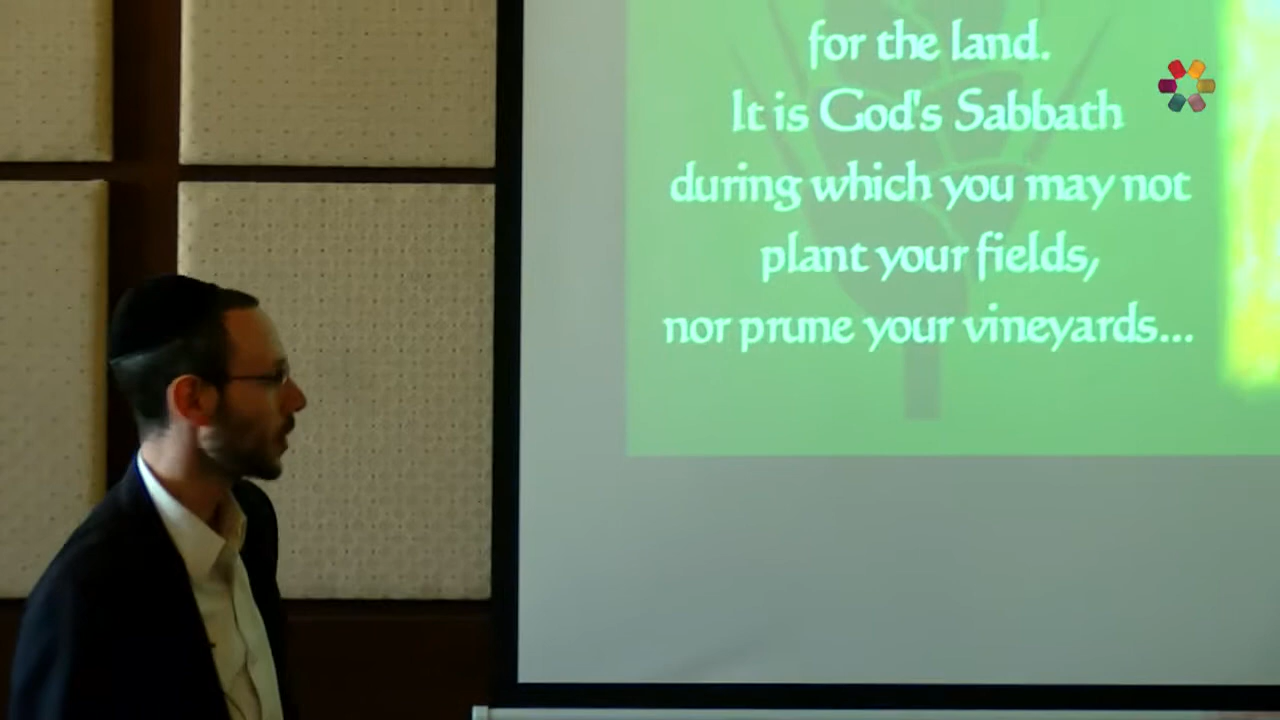 for the land.
It is God's Sabbath
during which you may not
plant your fields,
nor prune your vineyards...